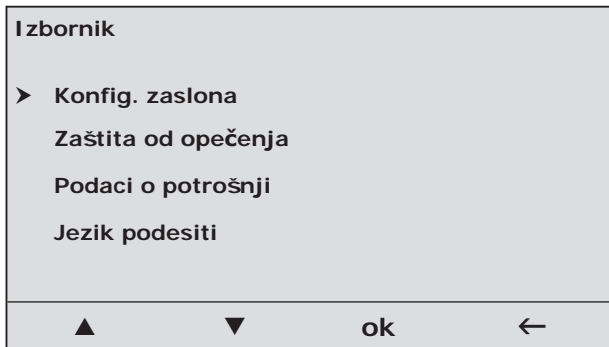 Izbornik
➤ Konfig. zaslona
Zaštita od opečenja
Podaci o potrošnji
Jezik podesiti
▲ ▼ ok ←